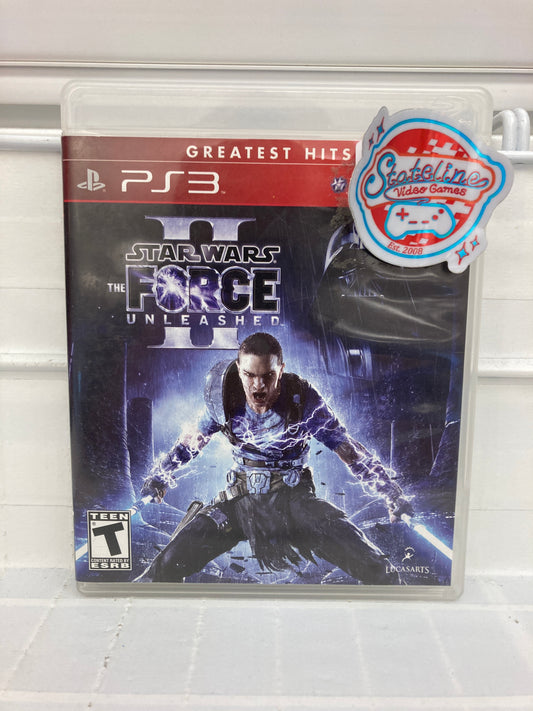 GREATEST HITS
PS3
Stateline
Video Games
Est. 2008
II
STAR WARS
THE FORCE
UNLEASHED
TEEN
T
CONTENT RATED BY
ESRB
LUCASARTS